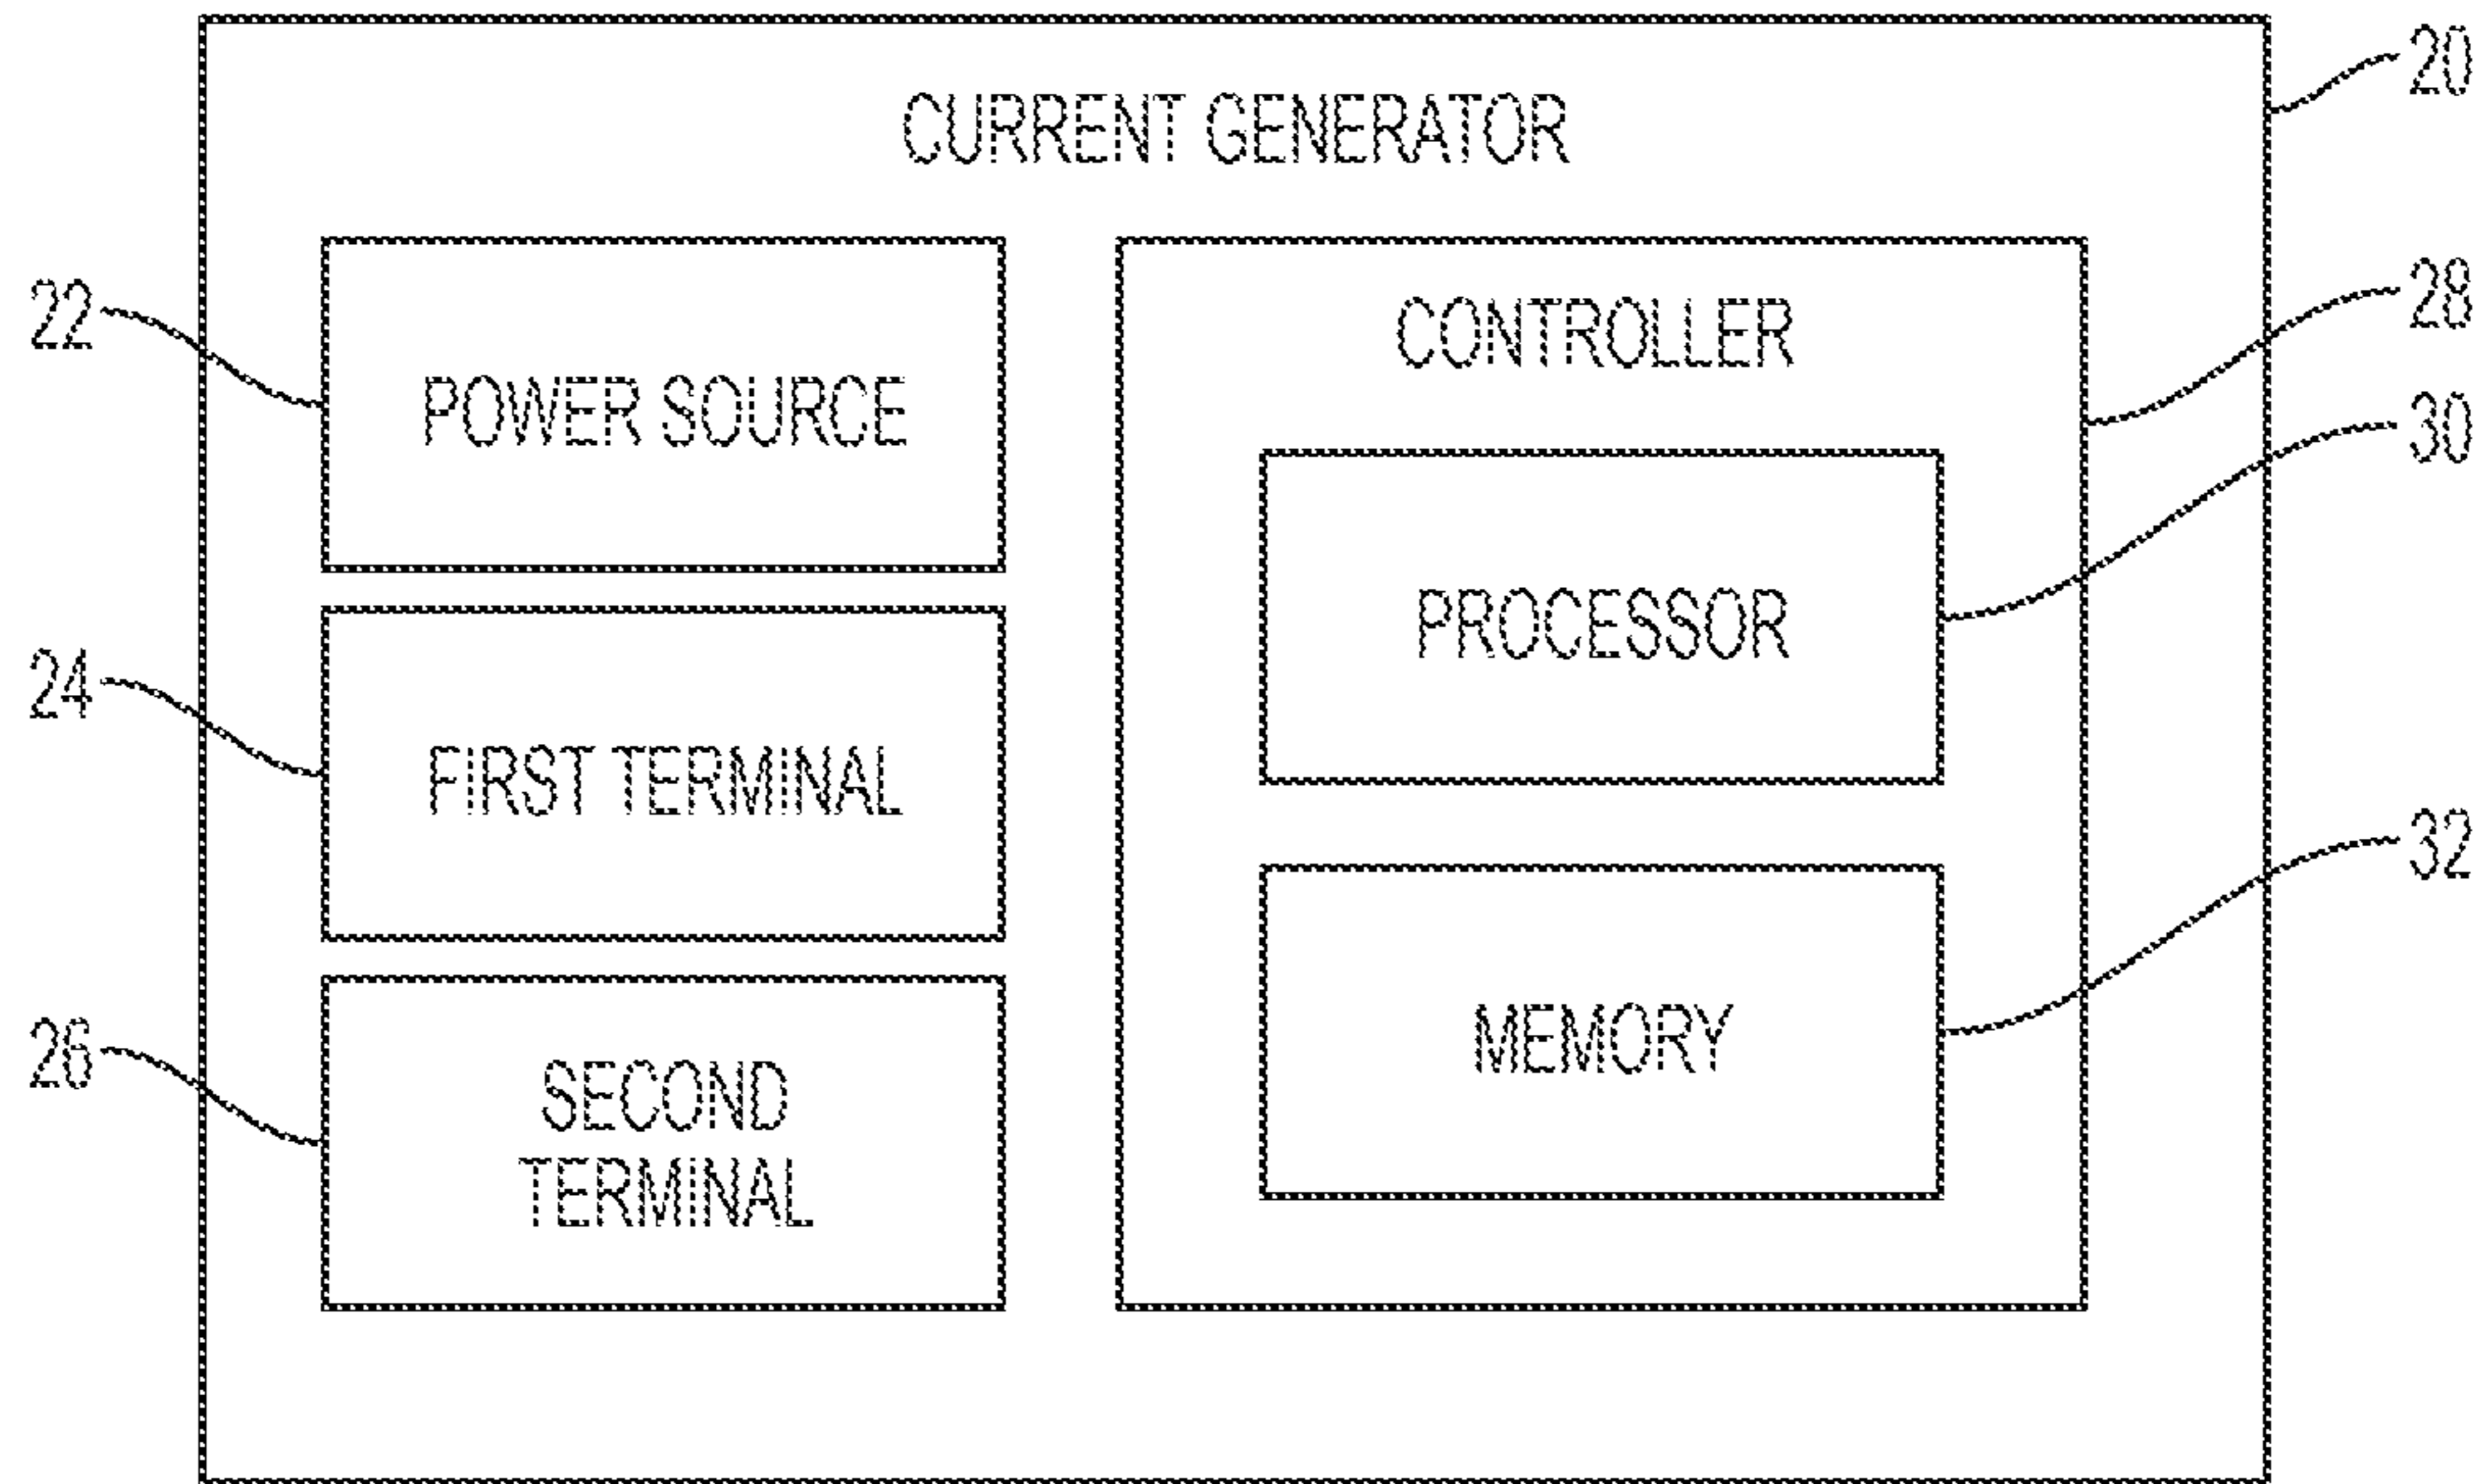 CURRENT GENERATOR
20
22
POWER SOURCE
24
FIRST TERMINAL
26
SECOND
TERMINAL
CONTROLLER
28
PROCESSOR
30
MEMORY
32